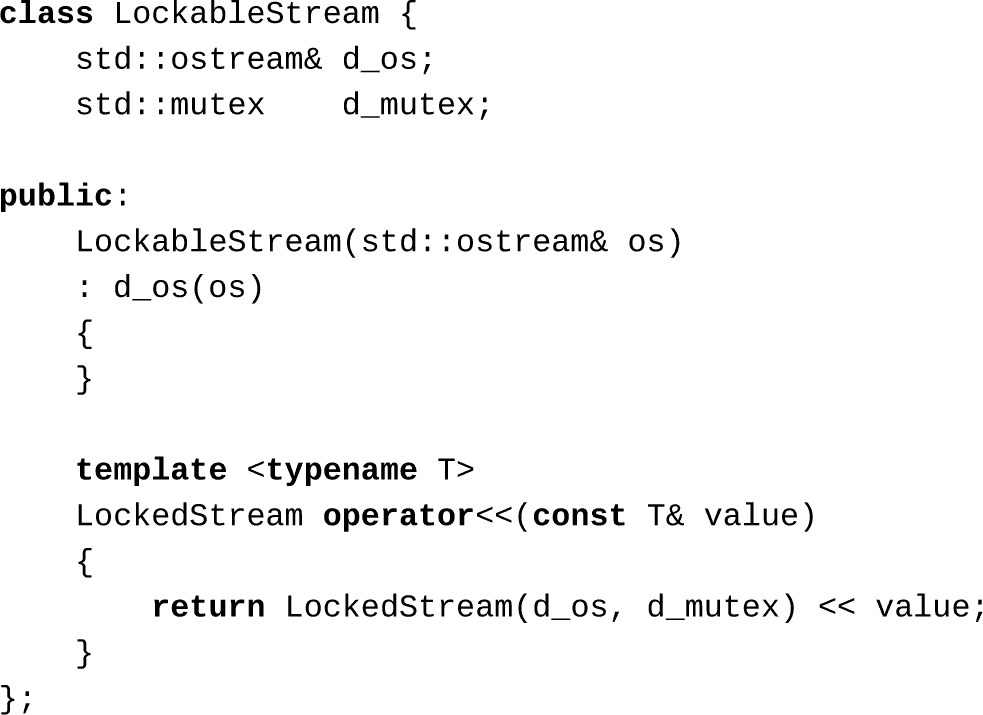 class LockableStream {
    std::ostream& d_os;
    std::mutex    d_mutex;

public:
    LockableStream(std::ostream& os)
    : d_os(os)
    {
    }

    template <typename T>
    LockedStream operator<<(const T& value)
    {
        return LockedStream(d_os, d_mutex) << value;
    }
};